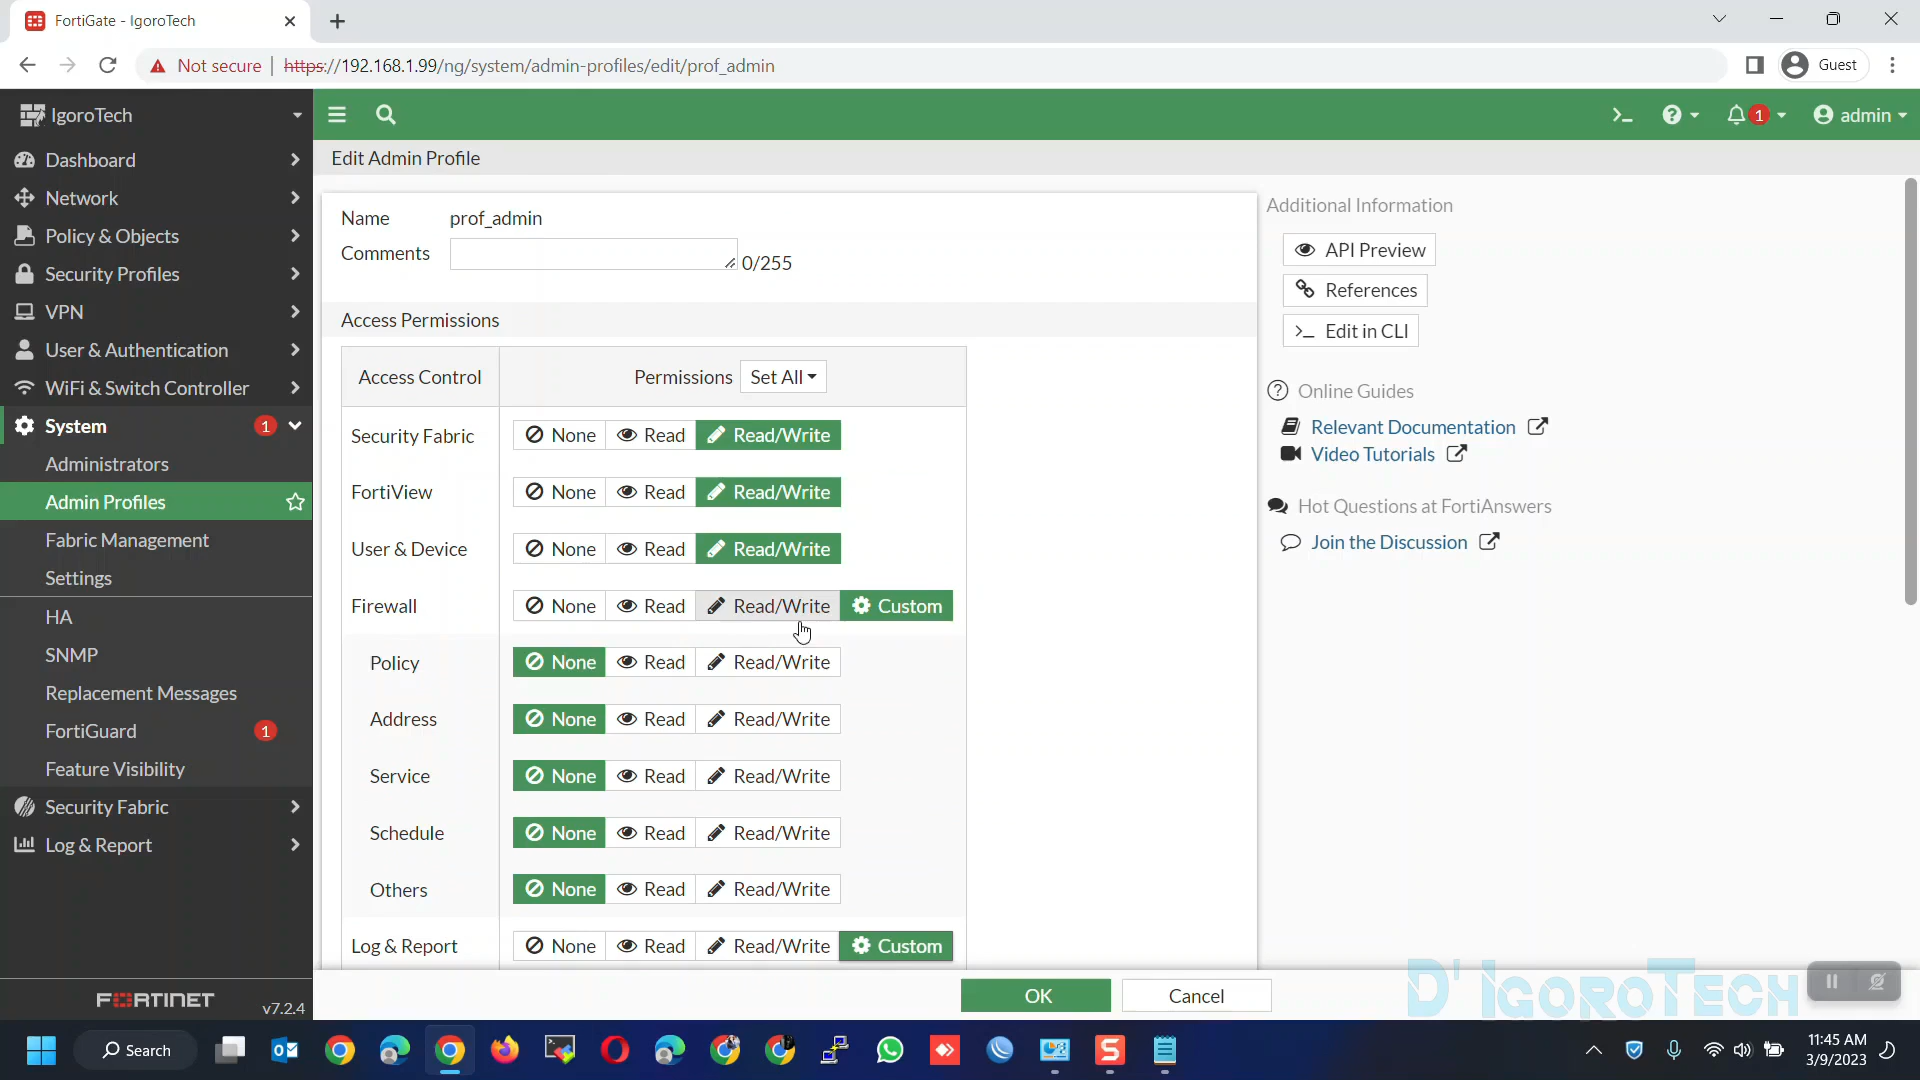 FortiGate - IgoroTech
Not secure
https://192.168.1.99/ng/system/admin-profiles/edit/prof_admin
Guest
IgoroTech
1
admin
Dashboard
Network
Policy & Objects
Security Profiles
VPN
User & Authentication
WiFi & Switch Controller
System 1
Administrators
Admin Profiles
Fabric Management
Settings
HA
SNMP
Replacement Messages
FortiGuard 1
Feature Visibility
Security Fabric
Log & Report
FORTINET v7.2.4
Edit Admin Profile
Name prof_admin
Comments 0/255
Access Permissions
Access Control Permissions Set All
Security Fabric None Read Read/Write
FortiView None Read Read/Write
User & Device None Read Read/Write
Firewall None Read Read/Write Custom
Policy None Read Read/Write
Address None Read Read/Write
Service None Read Read/Write
Schedule None Read Read/Write
Others None Read Read/Write
Log & Report None Read Read/Write Custom
OK Cancel
Additional Information
API Preview
References
>_ Edit in CLI
Online Guides
Relevant Documentation
Video Tutorials
Hot Questions at FortiAnswers
Join the Discussion
D' IGOROTECH
Search
11:45 AM
3/9/2023